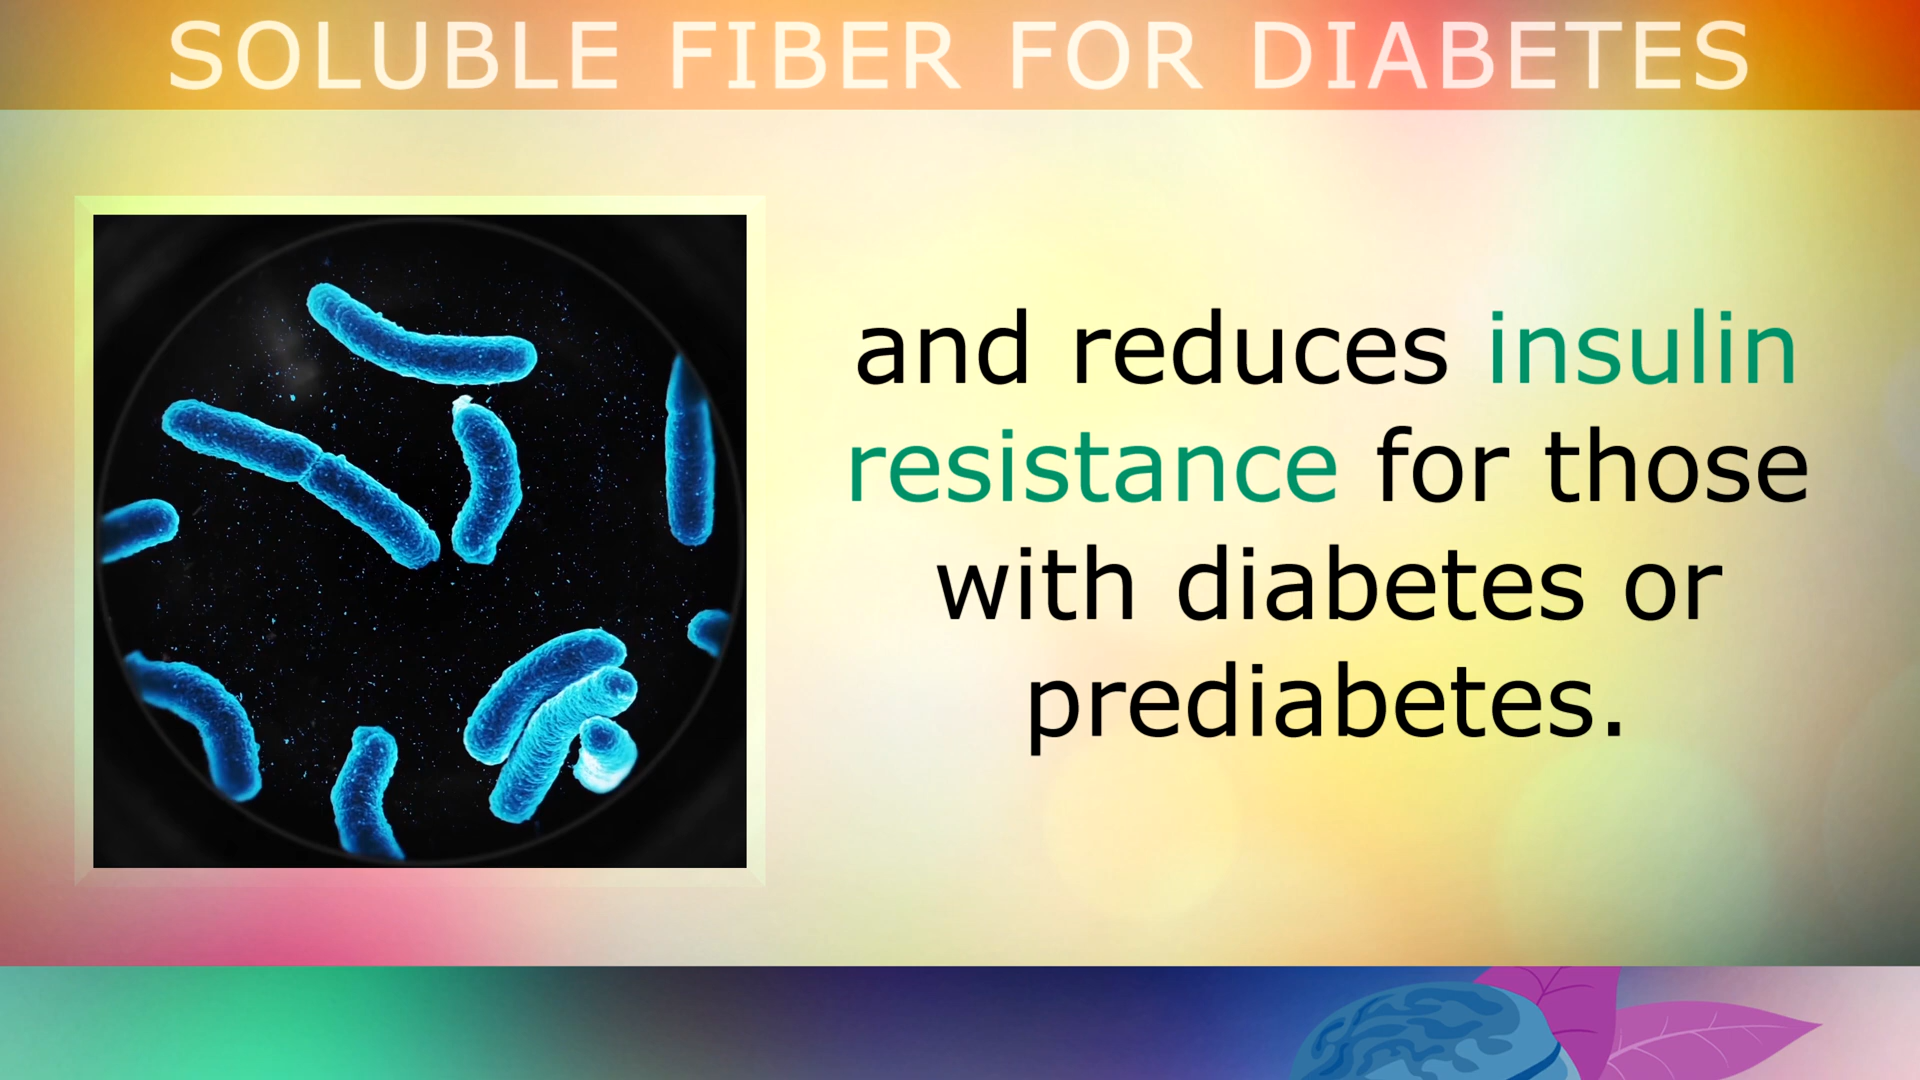 SOLUBLE FIBER FOR DIABETES
and reduces insulin
resistance for those
with diabetes or
prediabetes.